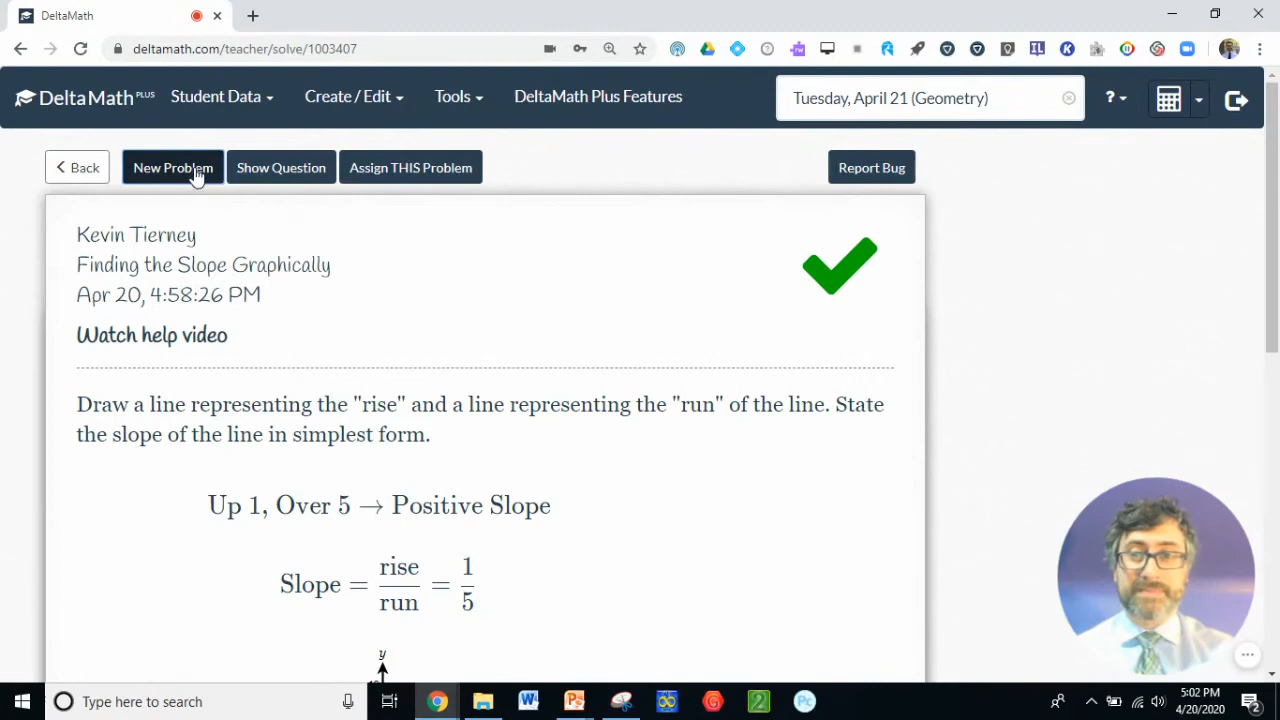 DeltaMath
deltamath.com/teacher/solve/1003407
DeltaMath PLUS
Student Data
Create / Edit
Tools
DeltaMath Plus Features
Tuesday, April 21 (Geometry)
?
Back
New Problem
Show Question
Assign THIS Problem
Report Bug
Kevin Tierney
Finding the Slope Graphically
Apr 20, 4:58:26 PM
Watch help video
Draw a line representing the "rise" and a line representing the "run" of the line. State
the slope of the line in simplest form.
Up 1, Over 5 → Positive Slope
Slope = rise/run = 1/5
y
Type here to search
5:02 PM
4/20/2020